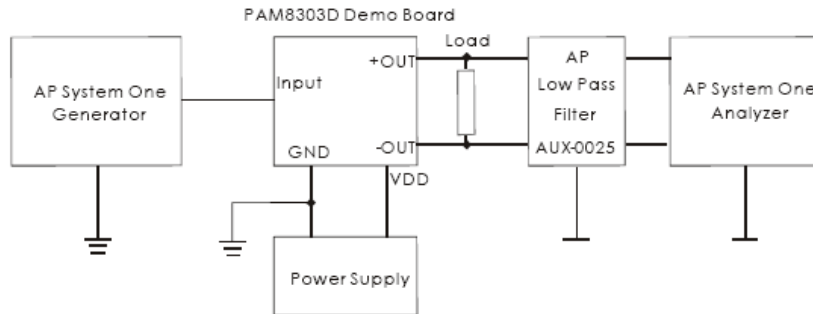 PAM8303D Demo Board
AP System One
Generator
Input
+OUT
-OUT
GND
VDD
Load
AP
Low Pass
Filter
AUX-0025
AP System One
Analyzer
Power Supply